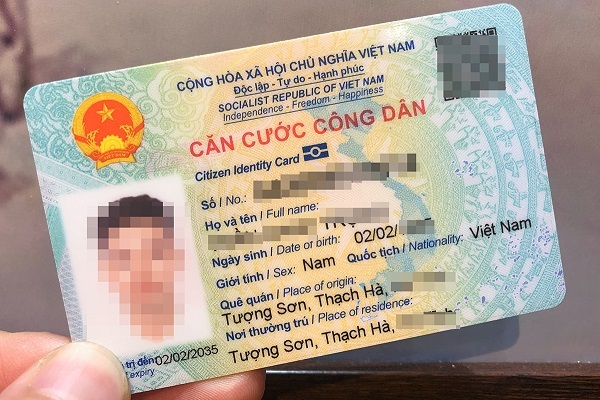 CỘNG HÒA XÃ HỘI CHỦ NGHĨA VIỆT NAM
Độc lập - Tự do - Hạnh phúc
SOCIALIST REPUBLIC OF VIET NAM
Independence - Freedom - Happiness
CĂN CƯỚC CÔNG DÂN
Citizen Identity Card
Số / No.:
Họ và tên / Full name:
Ngày sinh / Date of birth: 02/02/
Giới tính / Sex: Nam Quốc tịch / Nationality: Việt Nam
Quê quán / Place of origin:
Tượng Sơn, Thạch Hà,
Nơi thường trú / Place of residence:
Tượng Sơn, Thạch Hà,
trị đến 02/02/2035
expiry